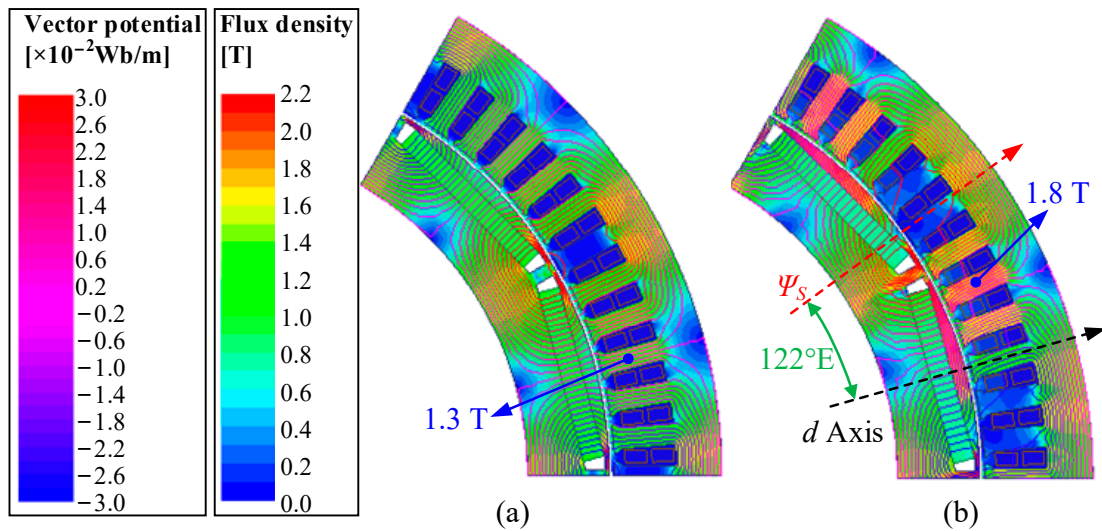 Vector potential
[×10−2Wb/m]
3.0
2.6
2.2
1.8
1.4
1.0
0.6
0.2
−0.2
−0.6
−1.0
−1.4
−1.8
−2.2
−2.6
−3.0
Flux density
[T]
2.2
2.0
1.8
1.6
1.4
1.2
1.0
0.8
0.6
0.4
0.2
0.0
1.3 T
(a)
1.8 T
ΨS
122°E
d Axis
(b)